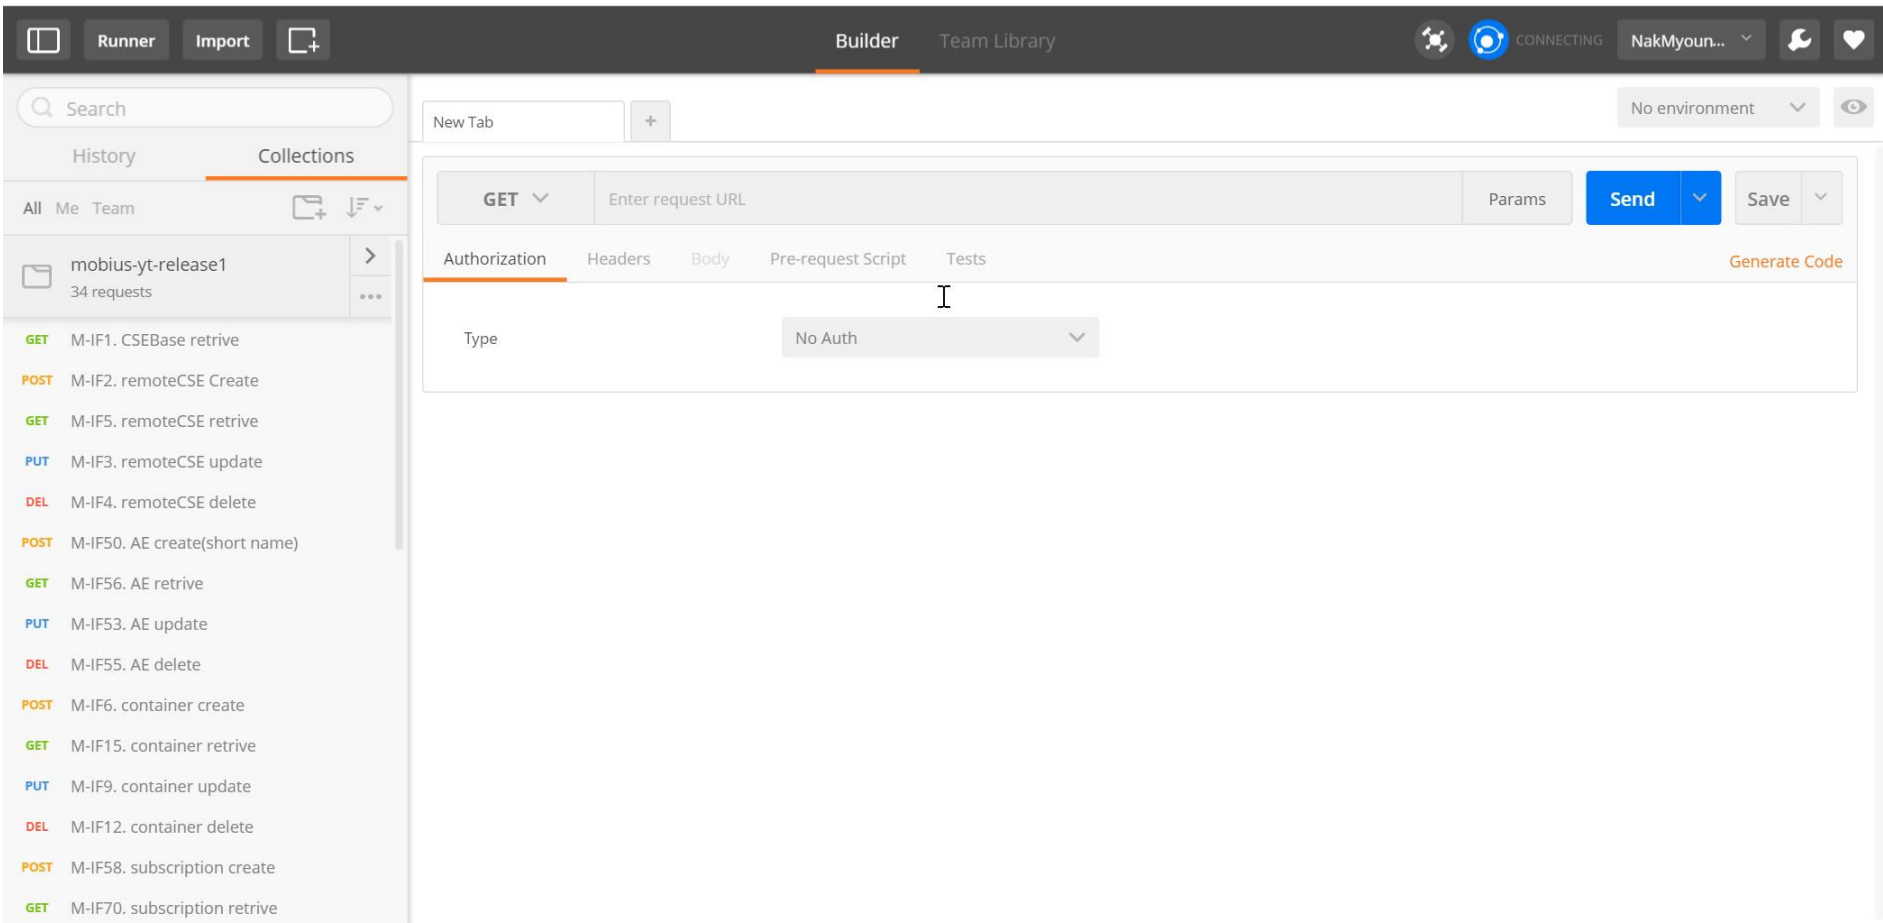 Runner Import Builder Team Library CONNECTING NakMyoun...
Search
No environment
New Tab +
History Collections
GET Enter request URL Params Send Save
All Me Team
Authorization Headers Body Pre-request Script Tests Generate Code
mobius-yt-release1
34 requests
Type No Auth
GET M-IF1. CSEBase retrive
POST M-IF2. remoteCSE Create
GET M-IF5. remoteCSE retrive
PUT M-IF3. remoteCSE update
DEL M-IF4. remoteCSE delete
POST M-IF50. AE create(short name)
GET M-IF56. AE retrive
PUT M-IF53. AE update
DEL M-IF55. AE delete
POST M-IF6. container create
GET M-IF15. container retrive
PUT M-IF9. container update
DEL M-IF12. container delete
POST M-IF58. subscription create
GET M-IF70. subscription retrive